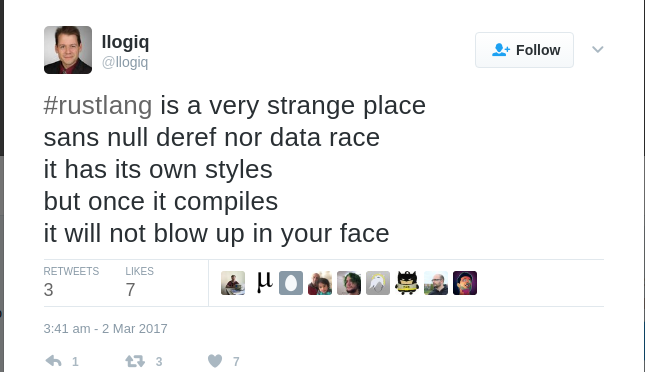 llogiq
@llogiq
Follow
#rustlang is a very strange place
sans null deref nor data race
it has its own styles
but once it compiles
it will not blow up in your face
RETWEETS LIKES
3 7
μ
3:41 am - 2 Mar 2017
1 3 7